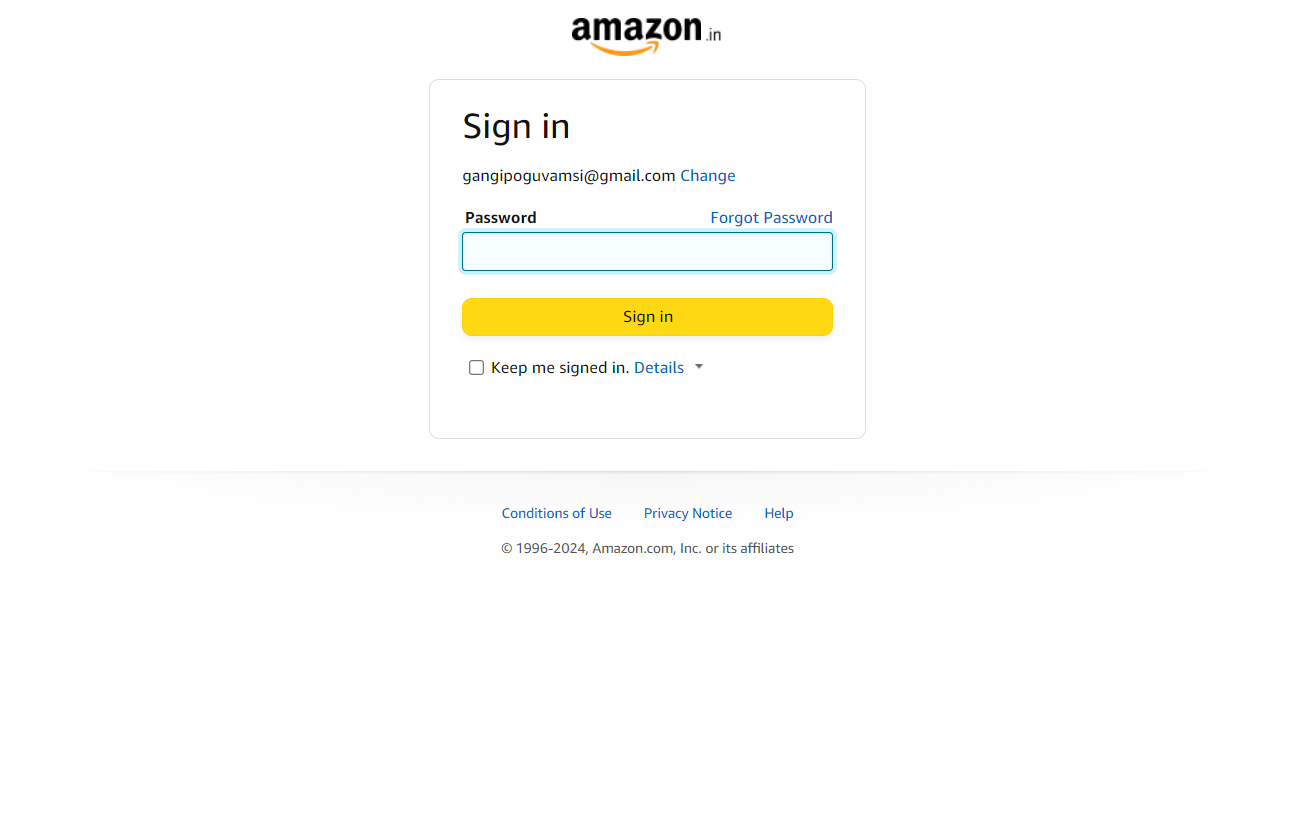 amazon.in
Sign in
gangipoguvamsi@gmail.com Change
Password Forgot Password
Sign in
Keep me signed in. Details
Conditions of Use Privacy Notice Help
© 1996-2024, Amazon.com, Inc. or its affiliates